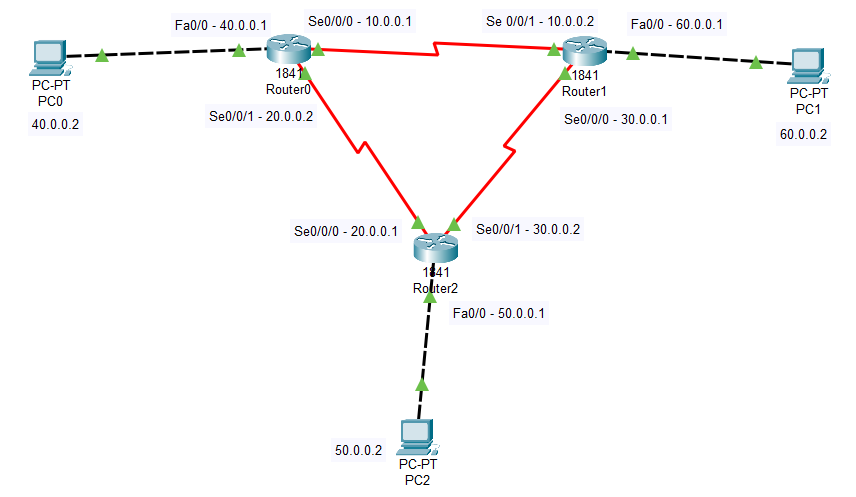 Fa0/0 - 40.0.0.1
Se0/0/0 - 10.0.0.1
Se 0/0/1 - 10.0.0.2
Fa0/0 - 60.0.0.1
PC-PT
PC0
40.0.0.2
1841
Router0
1841
Router1
PC-PT
PC1
60.0.0.2
Se0/0/1 - 20.0.0.2
Se0/0/0 - 30.0.0.1
Se0/0/0 - 20.0.0.1
Se0/0/1 - 30.0.0.2
1841
Router2
Fa0/0 - 50.0.0.1
50.0.0.2
PC-PT
PC2